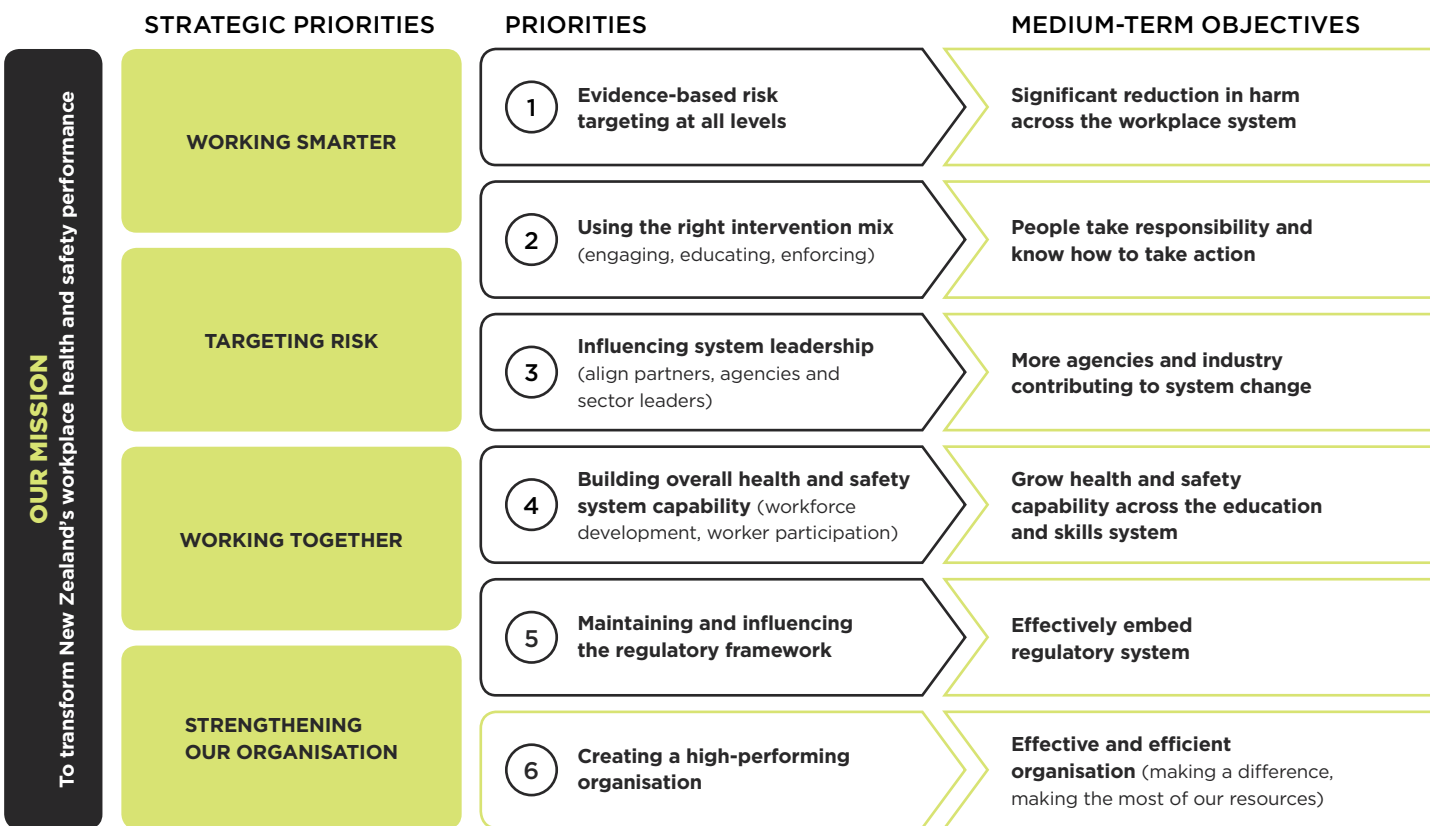 STRATEGIC PRIORITIES
PRIORITIES
MEDIUM-TERM OBJECTIVES
OUR MISSION
To transform New Zealand's workplace health and safety performance
WORKING SMARTER
TARGETING RISK
WORKING TOGETHER
STRENGTHENING
OUR ORGANISATION
1
Evidence-based risk
targeting at all levels
Significant reduction in harm
across the workplace system
2
Using the right intervention mix
(engaging, educating, enforcing)
People take responsibility and
know how to take action
3
Influencing system leadership
(align partners, agencies and
sector leaders)
More agencies and industry
contributing to system change
4
Building overall health and safety
system capability (workforce
development, worker participation)
Grow health and safety
capability across the education
and skills system
5
Maintaining and influencing
the regulatory framework
Effectively embed
regulatory system
6
Creating a high-performing
organisation
Effective and efficient
organisation (making a difference,
making the most of our resources)